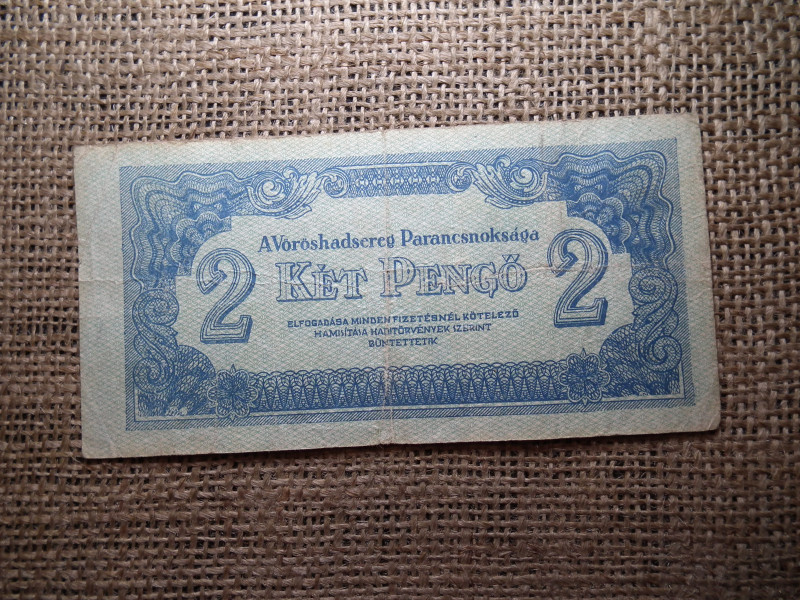 A Vöröshadsereg Parancsnoksága
2 KÉT PENGŐ 2
ELFOGADÁSA MINDEN FIZETÉSNÉL KÖTELEZŐ
HAMISÍTÁSA HADITÖRVÉNYEK SZERINT
BÜNTETTETIK